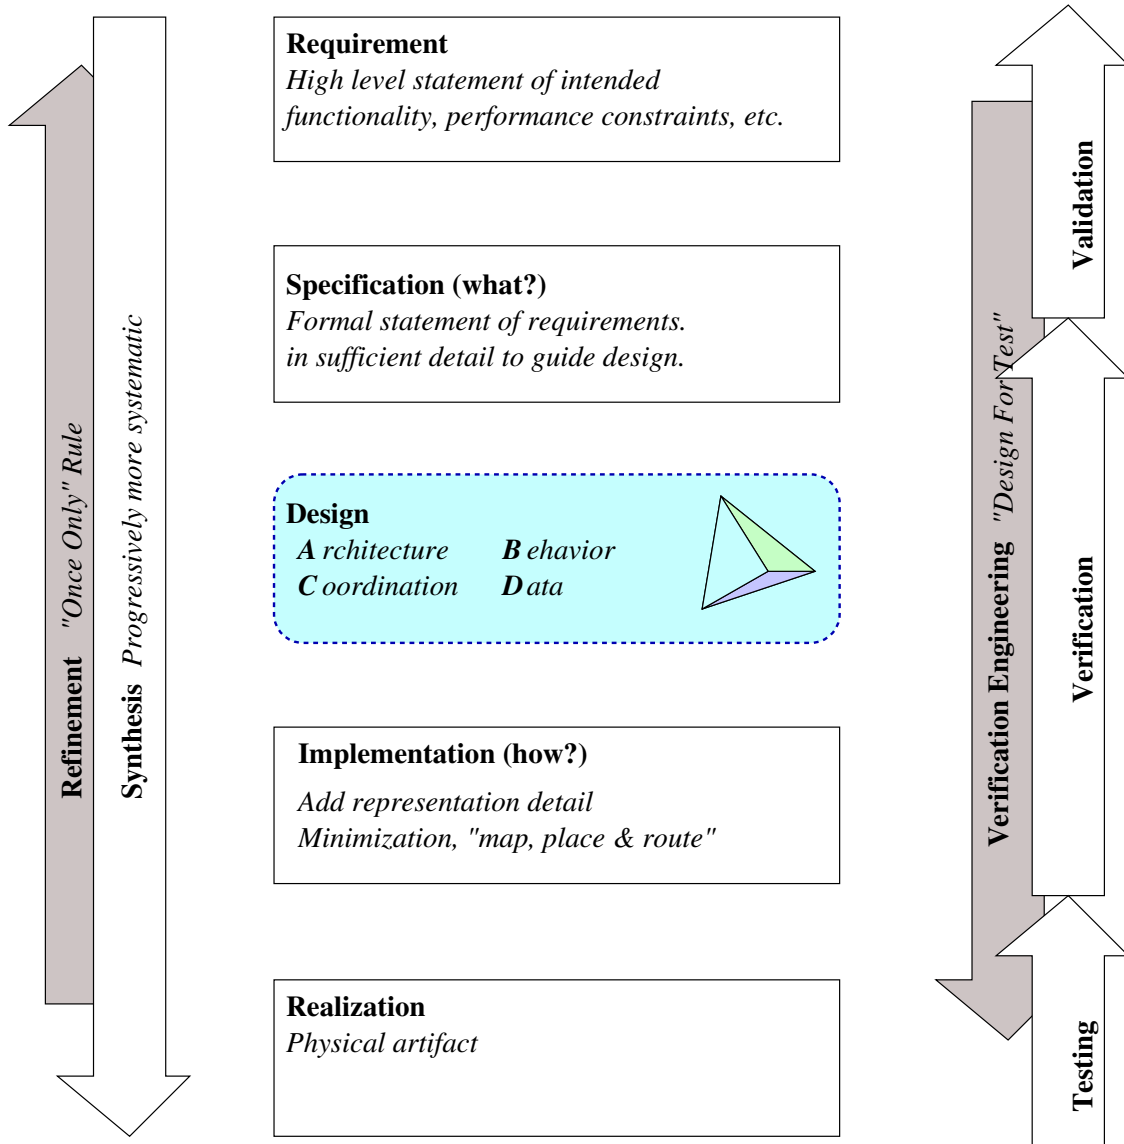 Requirement
High level statement of intended
functionality, performance constraints, etc.
Specification (what?)
Formal statement of requirements.
in sufficient detail to guide design.
Design
A rchitecture B ehavior
C oordination D ata
Implementation (how?)
Add representation detail
Minimization, "map, place & route"
Realization
Physical artifact
Refinement "Once Only" Rule
Synthesis Progressively more systematic
Verification Engineering "Design For Test"
Validation
Verification
Testing